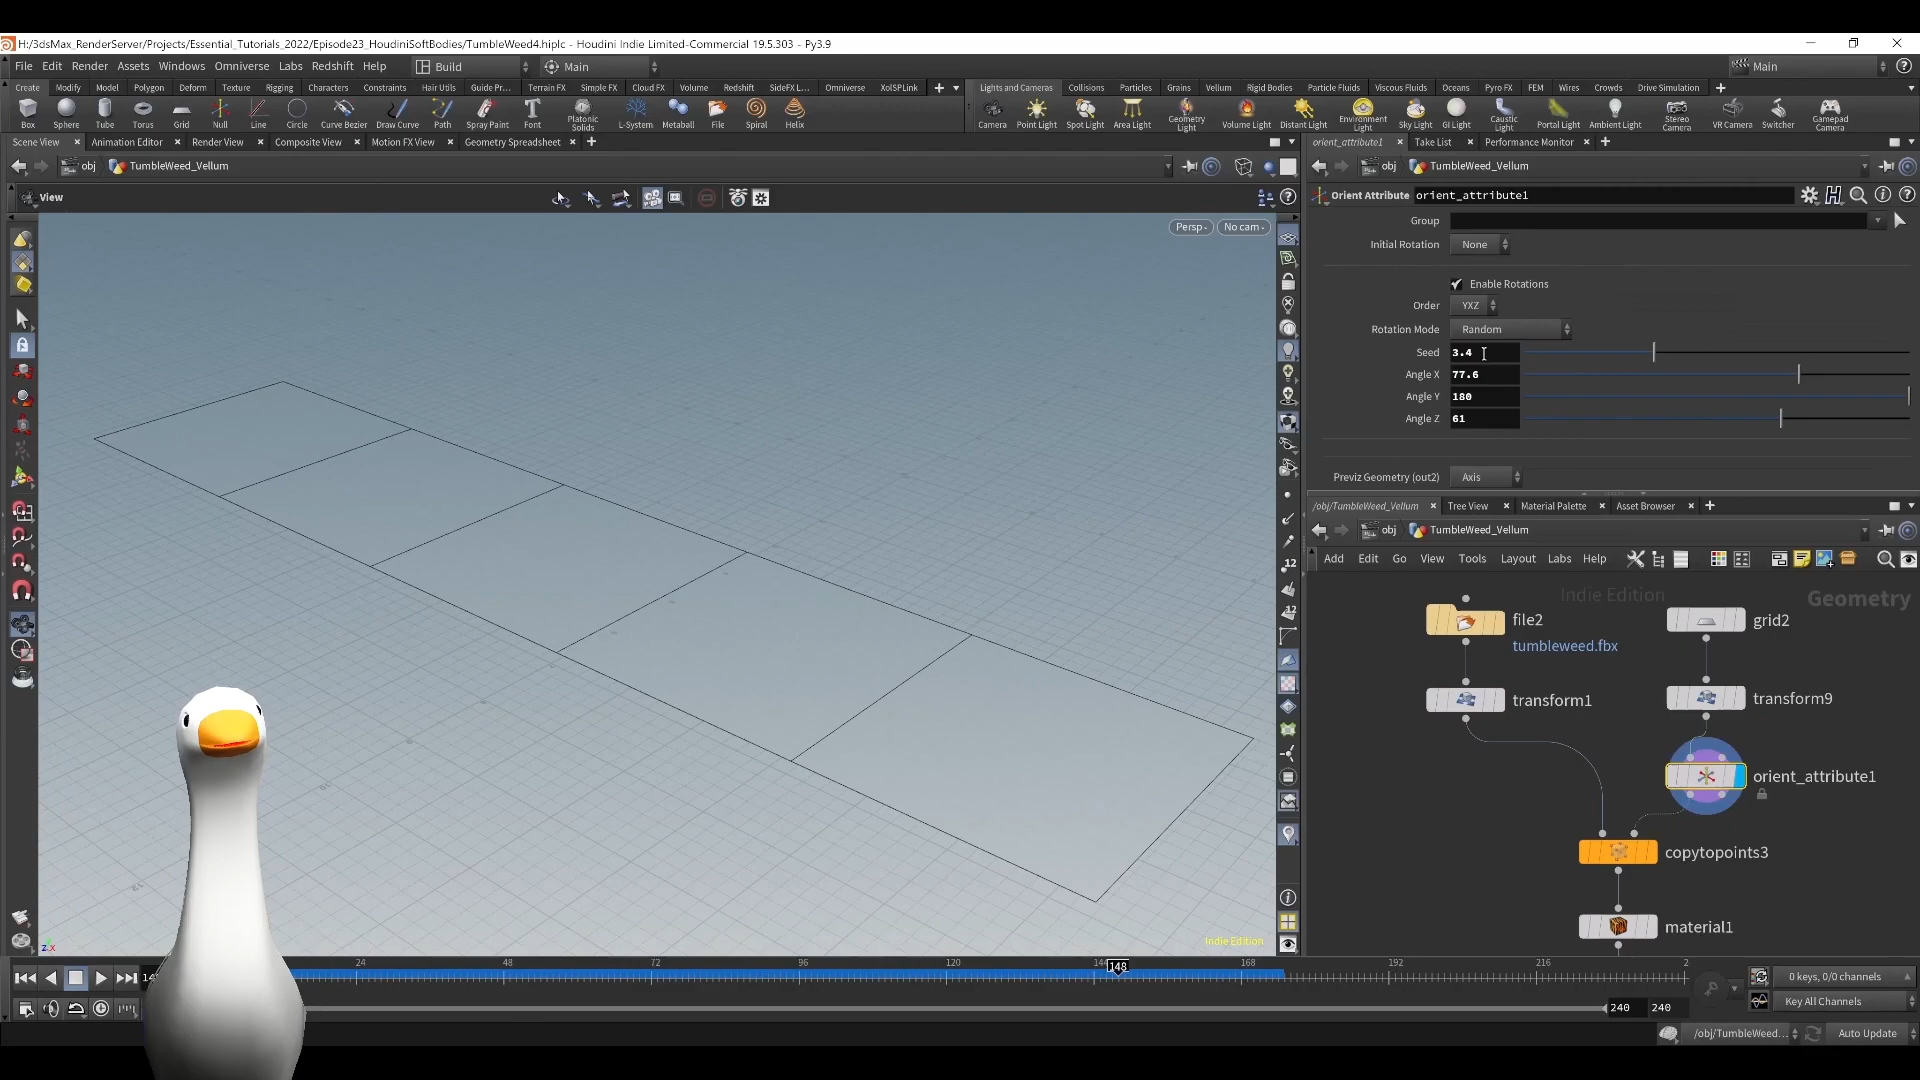 H:/3dsMax_RenderServer/Projects/Essential_Tutorials_2022/Episode23_HoudiniSoftBodies/TumbleWeed4.hiplc - Houdini Indie Limited-Commercial 19.5.303 - Py3.9
File Edit Render Assets Windows Omniverse Labs Redshift Help Build Main Main
Create Modify Model Polygon Deform Texture Rigging Characters Constraints Hair Utils Guide Pr... Terrain FX Simple FX Cloud FX Volume Redshift SideFX L... Omniverse XolSPLink
Lights and Cameras Collisions Particles Grains Vellum Rigid Bodies Particle Fluids Viscous Fluids Oceans Pyro FX FEM Wires Crowds Drive Simulation
Box Sphere Tube Torus Grid Null Line Circle Curve Bezier Draw Curve Path Spray Paint Font Platonic Solids L-System Metaball File Spiral Helix
Camera Point Light Spot Light Area Light Geometry Light Volume Light Distant Light Environment Light Sky Light GI Light Caustic Light Portal Light Ambient Light Stereo Camera VR Camera Switcher Gamepad Camera
Scene View Animation Editor Render View Composite View Motion FX View Geometry Spreadsheet
obj TumbleWeed_Vellum
View
Persp No cam
12
12
Indie Edition
orient_attribute1 Take List Performance Monitor
obj TumbleWeed_Vellum
Orient Attribute orient_attribute1
Group
Initial Rotation None
Enable Rotations
Order YXZ
Rotation Mode Random
Seed 3.4
Angle X 77.6
Angle Y 180
Angle Z 61
Previz Geometry (out2) Axis
/obj/TumbleWeed_Vellum Tree View Material Palette Asset Browser
obj TumbleWeed_Vellum
Add Edit Go View Tools Layout Labs Help
Indie Edition Geometry
file2
tumbleweed.fbx
grid2
transform1
transform9
orient_attribute1
copytopoints3
material1
24 48 72 96 120 144 168 192 216 2
148
240 240
0 keys, 0/0 channels
Key All Channels
/obj/TumbleWeed... Auto Update